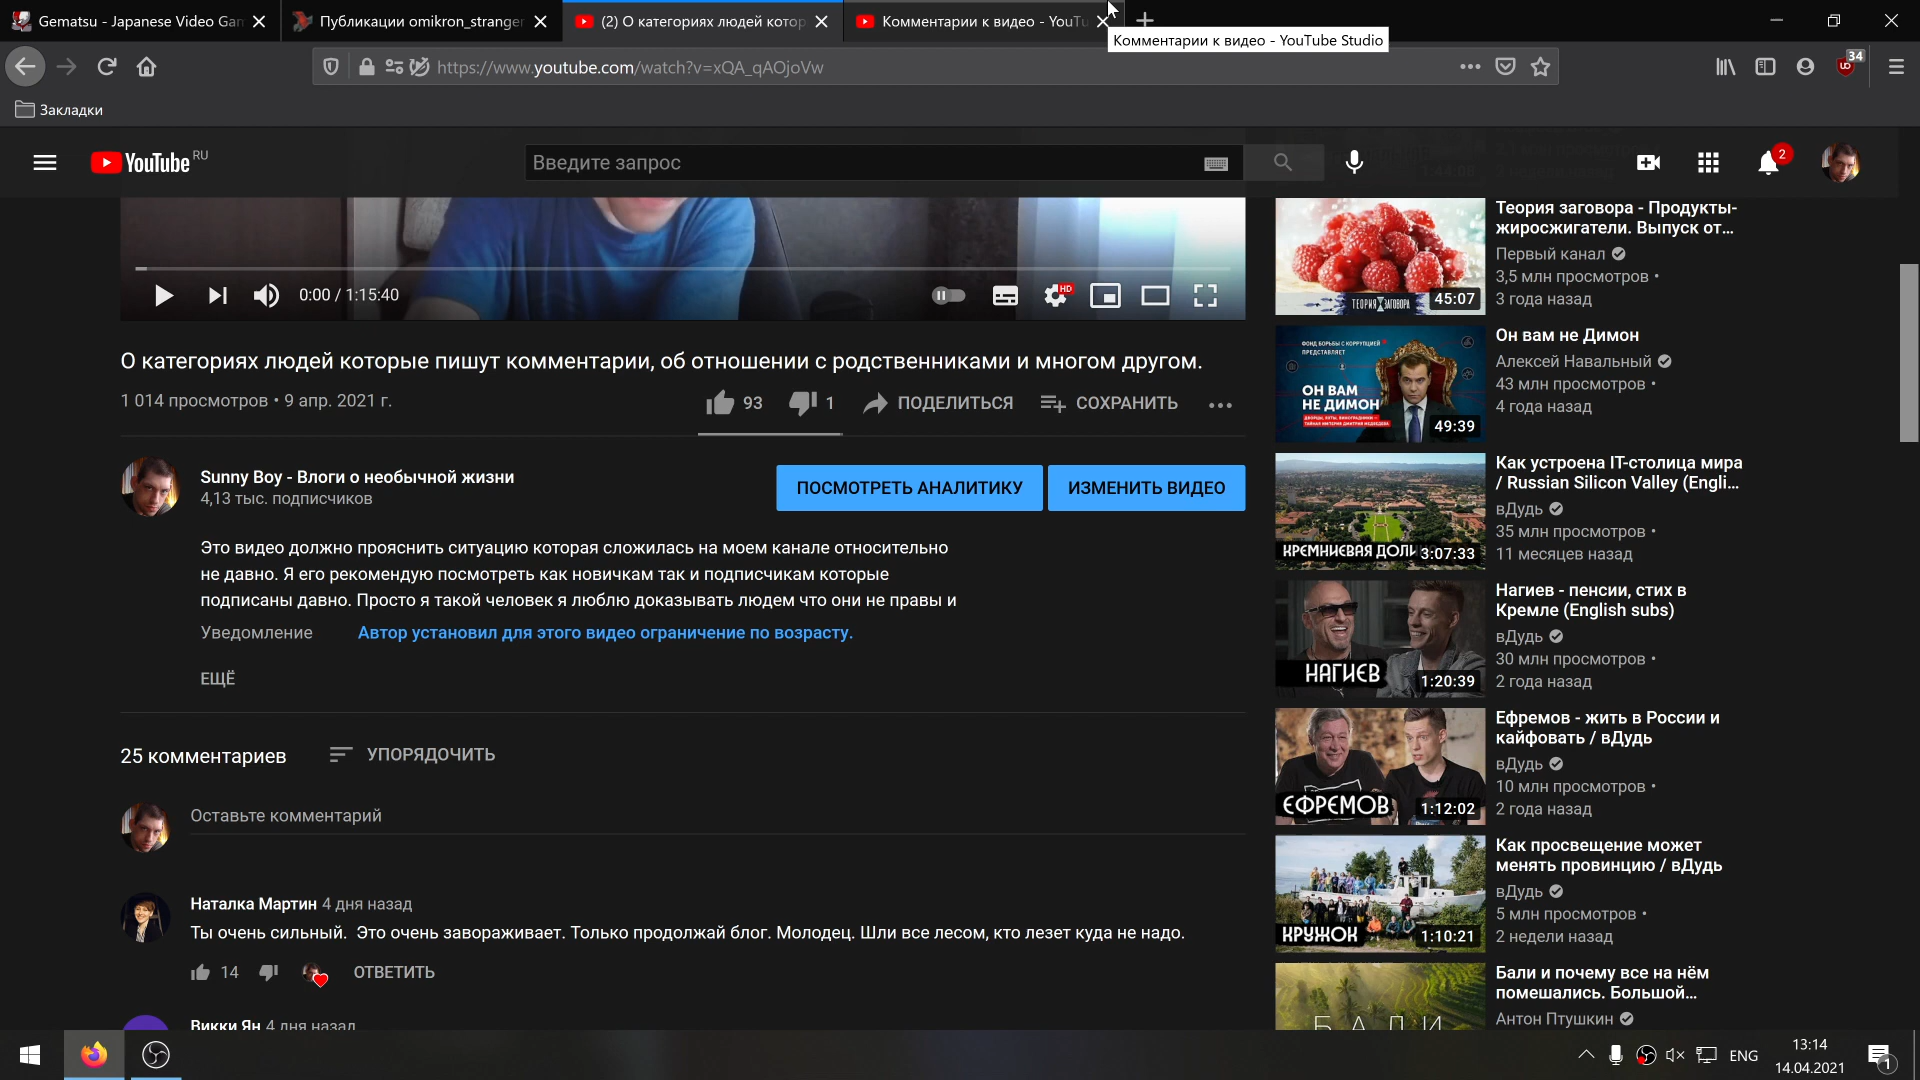 Gematsu - Japanese Video Gam
Публикации omikron_stranger
(2) О категориях людей котор
Комментарии к видео - YouTu
Комментарии к видео - YouTube Studio
https://www.youtube.com/watch?v=xQA_qAOjoVw
34
Закладки
YouTube RU
Введите запрос
2
0:00 / 1:15:40
HD
О категориях людей которые пишут комментарии, об отношении с родственниками и многом другом.
1 014 просмотров • 9 апр. 2021 г.
93
1
ПОДЕЛИТЬСЯ
СОХРАНИТЬ
Sunny Boy - Влоги о необычной жизни
4,13 тыс. подписчиков
ПОСМОТРЕТЬ АНАЛИТИКУ
ИЗМЕНИТЬ ВИДЕО
Это видео должно прояснить ситуацию которая сложилась на моем канале относительно
не давно. Я его рекомендую посмотреть как новичкам так и подписчикам которые
подписаны давно. Просто я такой человек я люблю доказывать людем что они не правы и
Уведомление
Автор установил для этого видео ограничение по возрасту.
ЕЩЁ
25 комментариев
УПОРЯДОЧИТЬ
Оставьте комментарий
Наталка Мартин 4 дня назад
Ты очень сильный. Это очень завораживает. Только продолжай блог. Молодец. Шли все лесом, кто лезет куда не надо.
14
ОТВЕТИТЬ
Викки Ян 4 дня назад
ТЕОРИЯ ЗАГОВОРА
45:07
Теория заговора - Продукты-
жиросжигатели. Выпуск от...
Первый канал
3,5 млн просмотров •
3 года назад
ФОНД БОРЬБЫ С КОРРУПЦИЕЙ
ПРЕДСТАВЛЯЕТ
ОН ВАМ
НЕ ДИМОН
49:39
Он вам не Димон
Алексей Навальный
43 млн просмотров •
4 года назад
КРЕМНИЕВАЯ ДОЛИ
3:07:33
Как устроена IT-столица мира
/ Russian Silicon Valley (Engli...
вДудь
35 млн просмотров •
11 месяцев назад
НАГИЕВ
1:20:39
Нагиев - пенсии, стих в
Кремле (English subs)
вДудь
30 млн просмотров •
2 года назад
ЕФРЕМОВ
1:12:02
Ефремов - жить в России и
кайфовать / вДудь
вДудь
10 млн просмотров •
2 года назад
КРУЖОК
1:10:21
Как просвещение может
менять провинцию / вДудь
вДудь
5 млн просмотров •
2 недели назад
БАЛИ
Бали и почему все на нём
помешались. Большой...
Антон Птушкин
ENG
13:14
14.04.2021
1